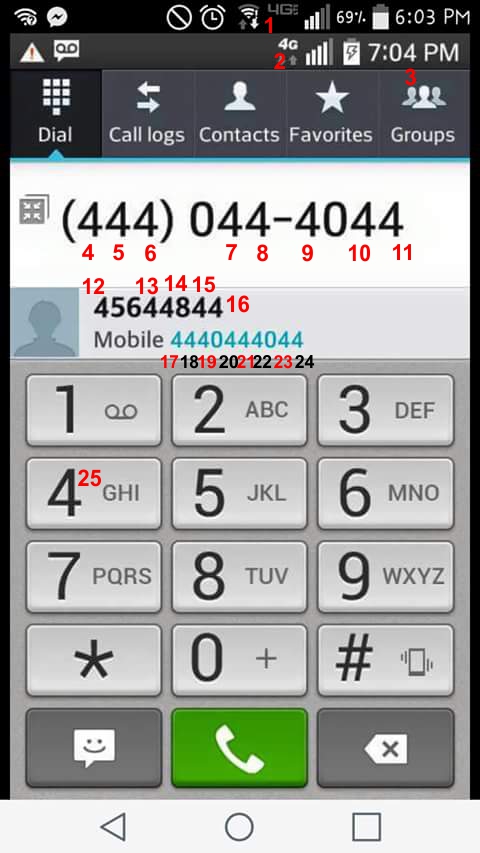 4G LTE 69% 6:03 PM
1
4G 7:04 PM
2 3
Dial Call logs Contacts Favorites Groups
(444) 044-4044
4 5 6 7 8 9 10 11
12 13 14 15
45644844 16
Mobile 4440444044
17 18 19 20 21 22 23 24
1 2 ABC 3 DEF
4 25 GHI 5 JKL 6 MNO
7 PQRS 8 TUV 9 WXYZ
* 0 + #